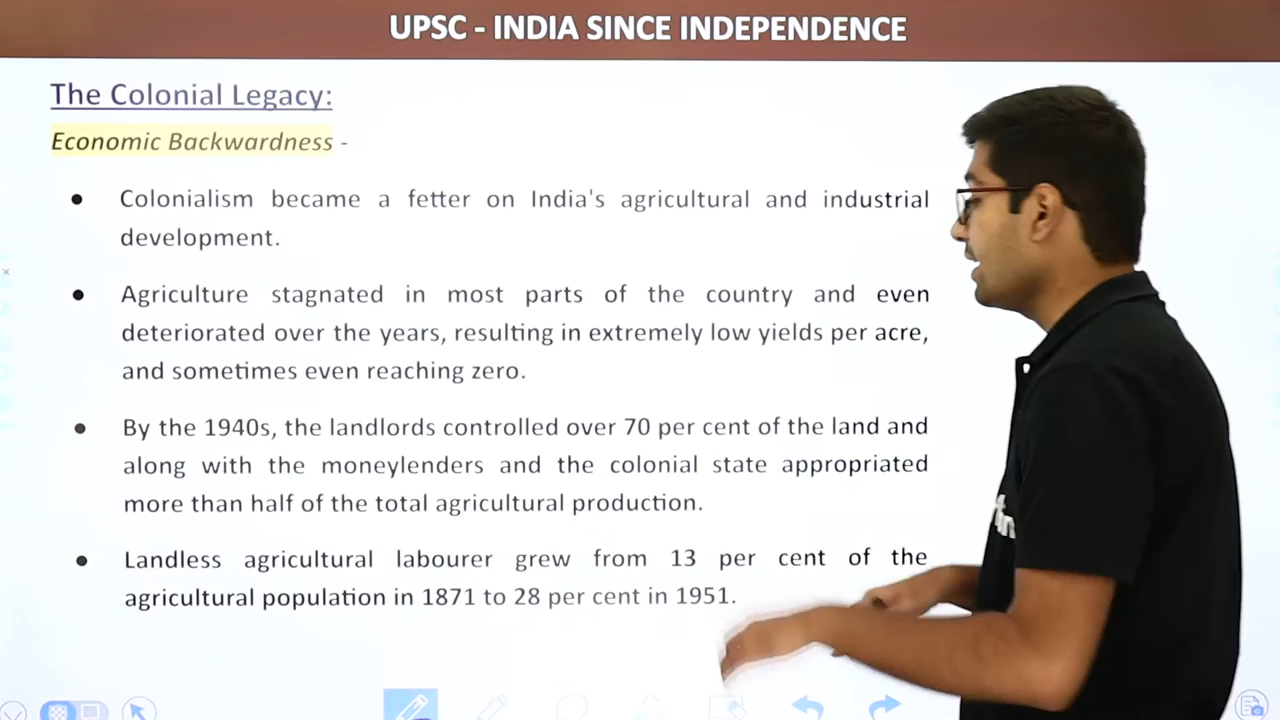 UPSC - INDIA SINCE INDEPENDENCE
The Colonial Legacy:
Economic Backwardness -
● Colonialism became a fetter on India's agricultural and industrial
development.
● Agriculture stagnated in most parts of the country and even
deteriorated over the years, resulting in extremely low yields per acre,
and sometimes even reaching zero.
● By the 1940s, the landlords controlled over 70 per cent of the land and
along with the moneylenders and the colonial state appropriated
more than half of the total agricultural production.
● Landless agricultural labourer grew from 13 per cent of the
agricultural population in 1871 to 28 per cent in 1951.